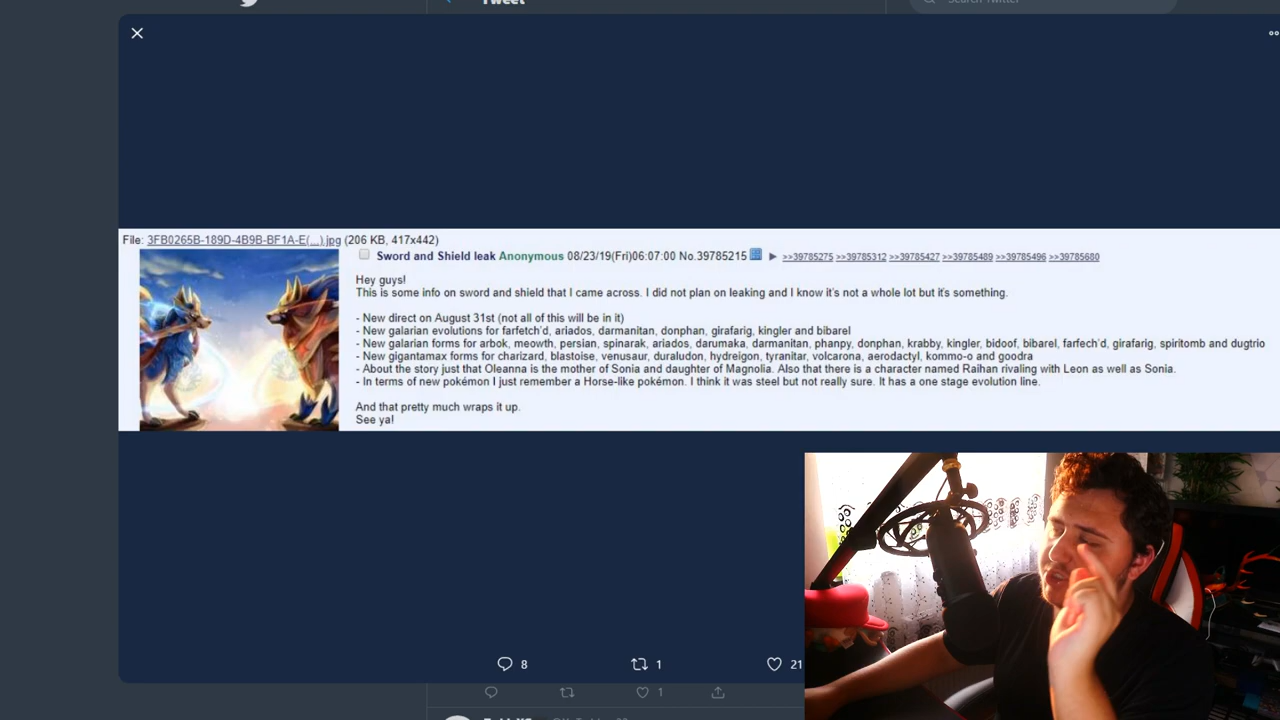 Tweet
Search Twitter
File: 3FB0265B-189D-4B9B-BF1A-E(...).jpg (206 KB, 417x442)
Sword and Shield leak Anonymous 08/23/19(Fri)06:07:00 No.39785215 ▶ >>39785275 >>39785312 >>39785427 >>39785489 >>39785496 >>39785680
Hey guys!
This is some info on sword and shield that I came across. I did not plan on leaking and I know it's not a whole lot but it's something.
- New direct on August 31st (not all of this will be in it)
- New galarian evolutions for farfetch'd, ariados, darmanitan, donphan, girafarig, kingler and bibarel
- New galarian forms for arbok, meowth, persian, spinarak, ariados, darumaka, darmanitan, phanpy, donphan, krabby, kingler, bidoof, bibarel, farfech'd, girafarig, spiritomb and dugtrio
- New gigantamax forms for charizard, blastoise, venusaur, duraludon, hydreigon, tyranitar, volcarona, aerodactyl, kommo-o and goodra
- About the story just that Oleanna is the mother of Sonia and daughter of Magnolia. Also that there is a character named Raihan rivaling with Leon as well as Sonia.
- In terms of new pokémon I just remember a Horse-like pokémon. I think it was steel but not really sure. It has a one stage evolution line.
And that pretty much wraps it up.
See ya!
8
1
21
1